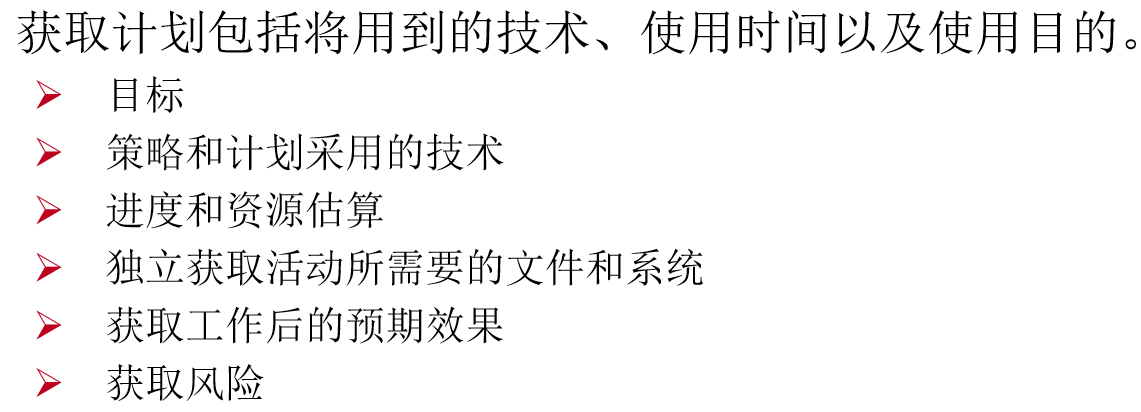 获取计划包括将用到的技术、使用时间以及使用目的。
目标
策略和计划采用的技术
进度和资源估算
独立获取活动所需要的文件和系统
获取工作后的预期效果
获取风险